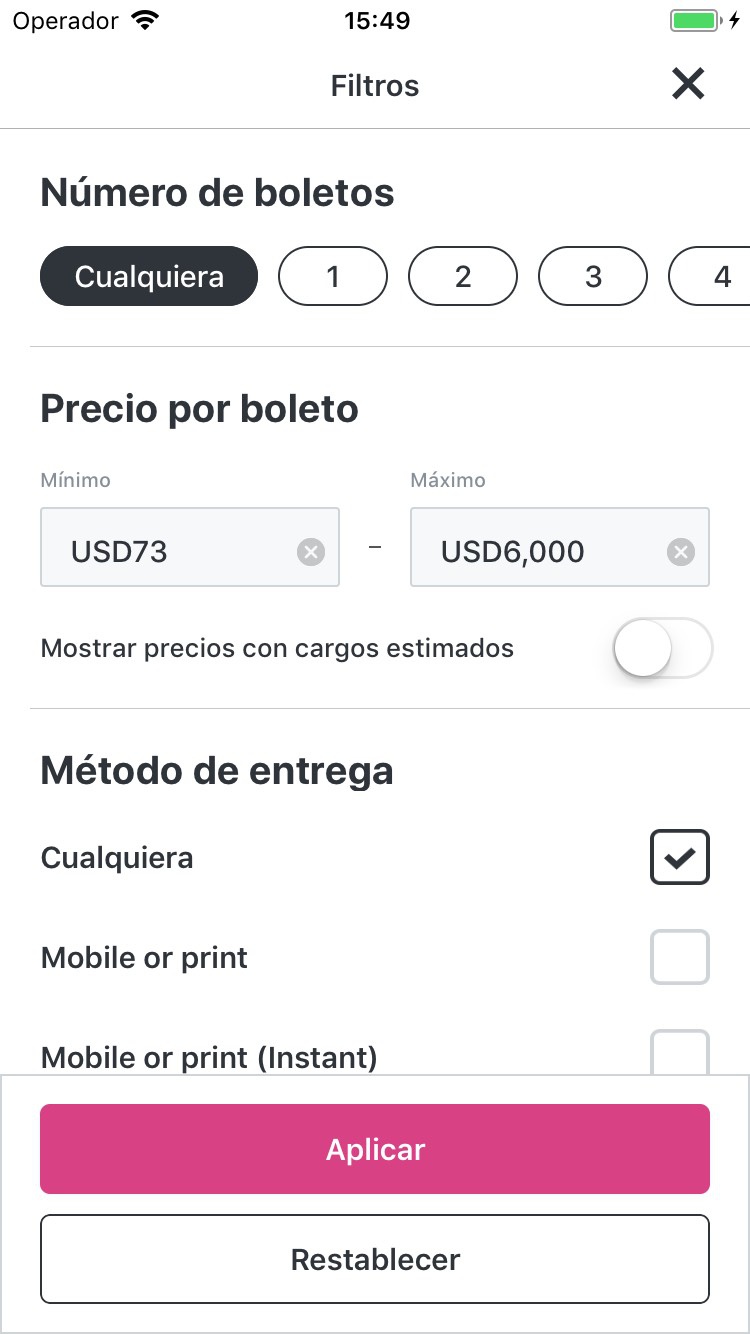 Operador 15:49
Filtros
Número de boletos
Cualquiera 1 2 3 4
Precio por boleto
Mínimo Máximo
USD73 – USD6,000
Mostrar precios con cargos estimados
Método de entrega
Cualquiera
Mobile or print
Mobile or print (Instant)
Aplicar
Restablecer